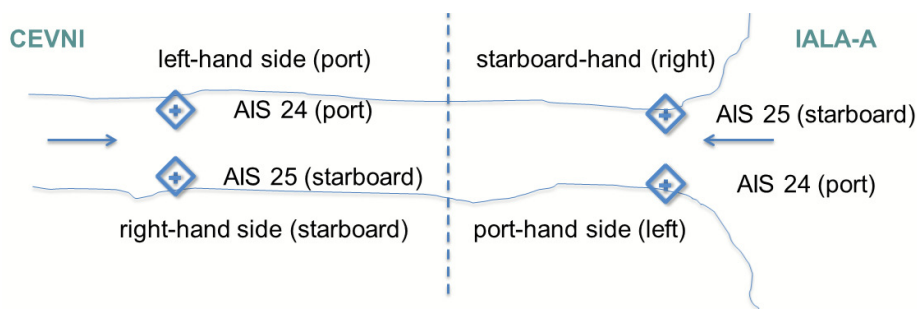 CEVNI
IALA-A
left-hand side (port)
starboard-hand (right)
AIS 24 (port)
AIS 25 (starboard)
AIS 25 (starboard)
AIS 24 (port)
right-hand side (starboard)
port-hand side (left)